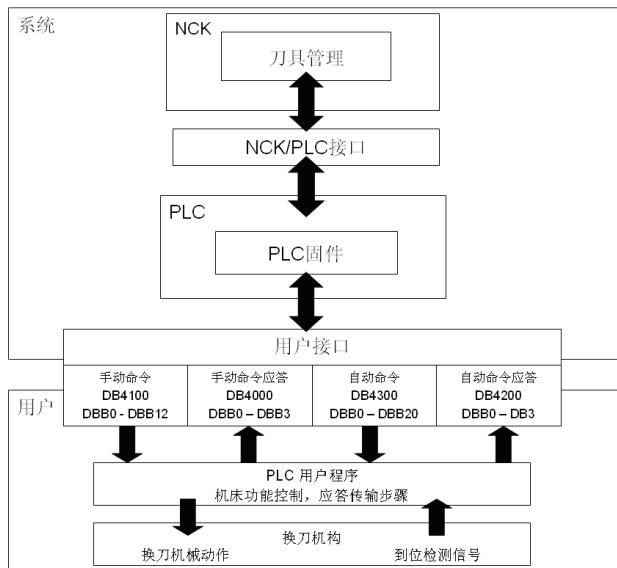 系统
NCK
刀具管理
NCK/PLC接口
PLC
PLC固件
用户接口
手动命令
DB4100
DBB0 - DBB12
手动命令应答
DB4000
DBB0 – DBB3
自动命令
DB4300
DBB0 – DBB20
自动命令应答
DB4200
DBB0 – DB3
用户
PLC 用户程序
机床功能控制，应答传输步骤
换刀机构
换刀机械动作
到位检测信号